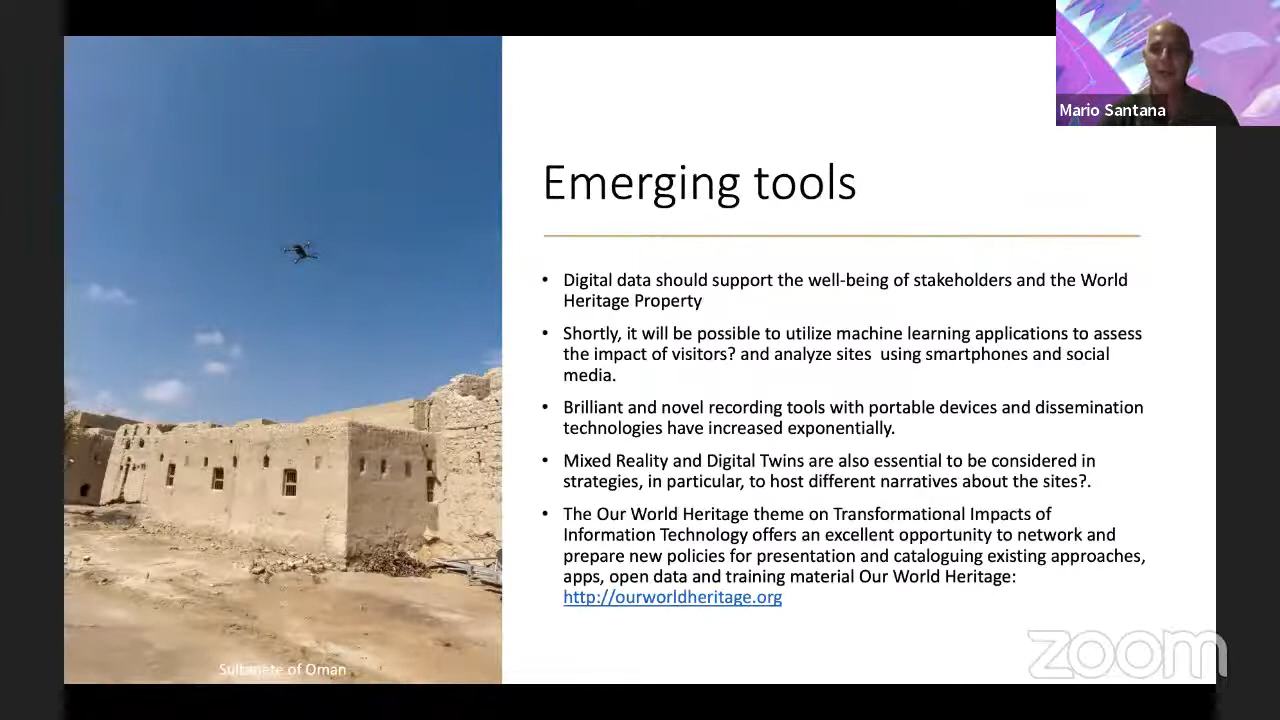 Mario Santana
Emerging tools
• Digital data should support the well-being of stakeholders and the World
Heritage Property
• Shortly, it will be possible to utilize machine learning applications to assess
the impact of visitors? and analyze sites  using smartphones and social
media.
• Brilliant and novel recording tools with portable devices and dissemination
technologies have increased exponentially.
• Mixed Reality and Digital Twins are also essential to be considered in
strategies, in particular, to host different narratives about the sites?.
• The Our World Heritage theme on Transformational Impacts of
Information Technology offers an excellent opportunity to network and
prepare new policies for presentation and cataloguing existing approaches,
apps, open data and training material Our World Heritage:
http://ourworldheritage.org
Sultanete of Oman
zoom